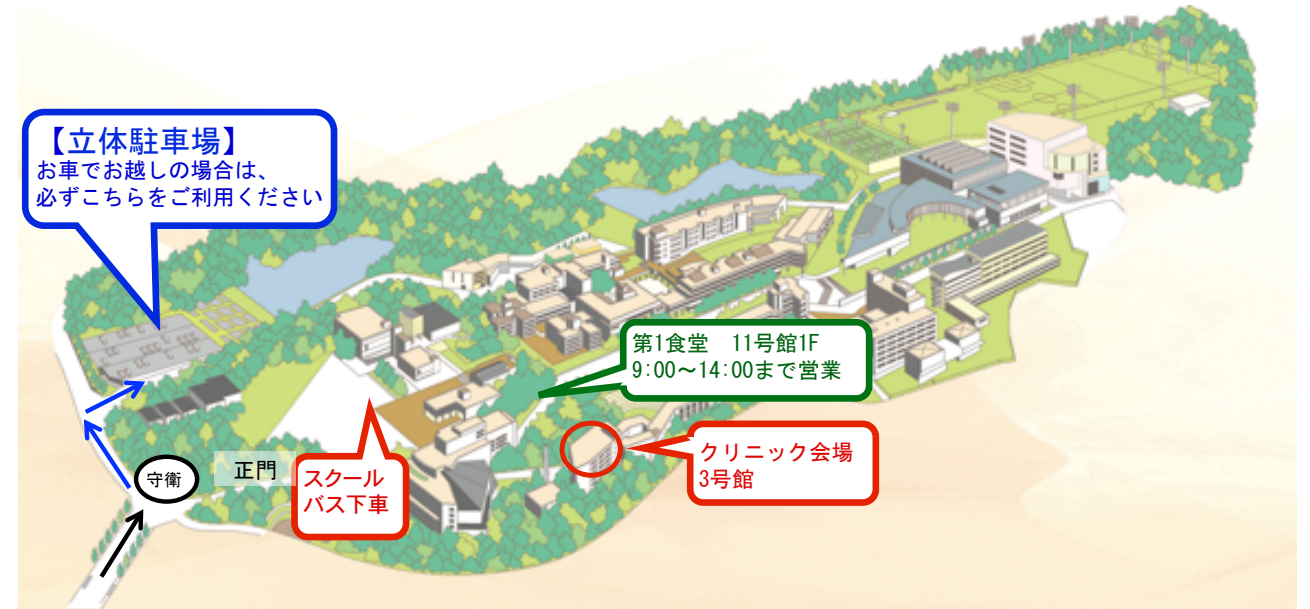 【立体駐車場】
お車でお越しの場合は、
必ずこちらをご利用ください
第1食堂　11号館1F
9:00～14:00まで営業
クリニック会場
3号館
スクール
バス下車
正門
守衛